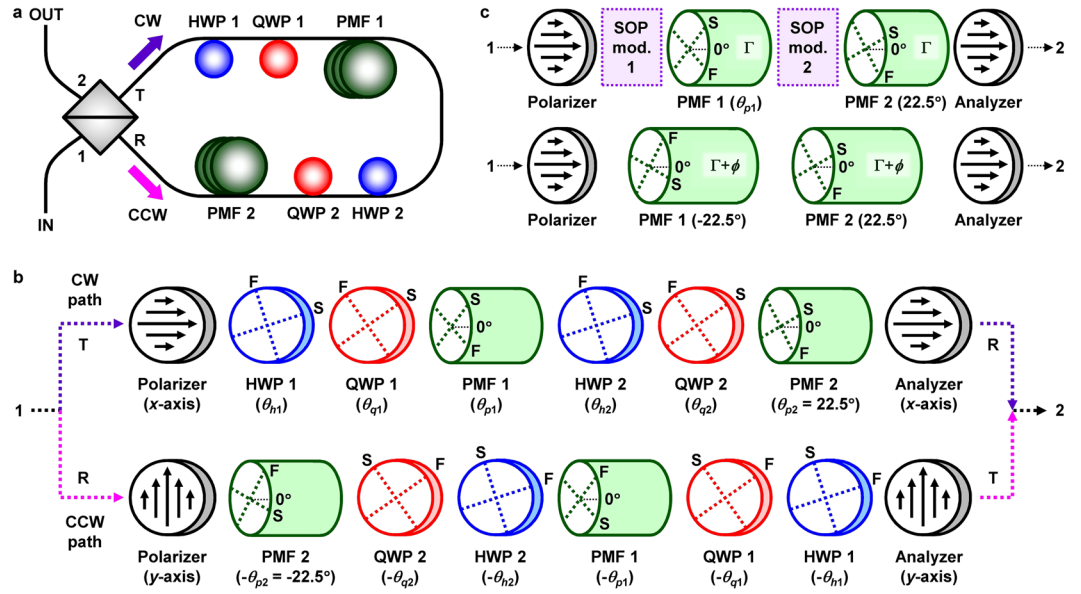 a
OUT
CW
HWP 1
QWP 1
PMF 1
2
T
1
R
IN
CCW
PMF 2
QWP 2
HWP 2
c
1
SOP
mod.
1
S
0°
F
Γ
SOP
mod.
2
S
0°
F
Γ
2
Polarizer
PMF 1 (θp1)
PMF 2 (22.5°)
Analyzer
1
F
0°
S
Γ+ϕ
S
0°
F
Γ+ϕ
2
Polarizer
PMF 1 (-22.5°)
PMF 2 (22.5°)
Analyzer
b
CW
path
T
F
S
F
S
S
0°
F
F
S
F
S
S
0°
F
R
Polarizer
(x-axis)
HWP 1
(θh1)
QWP 1
(θq1)
PMF 1
(θp1)
HWP 2
(θh2)
QWP 2
(θq2)
PMF 2
(θp2 = 22.5°)
Analyzer
(x-axis)
1
2
R
CCW
path
F
0°
S
S
F
S
F
F
0°
S
S
F
S
F
T
Polarizer
(y-axis)
PMF 2
(-θp2 = -22.5°)
QWP 2
(-θq2)
HWP 2
(-θh2)
PMF 1
(-θp1)
QWP 1
(-θq1)
HWP 1
(-θh1)
Analyzer
(y-axis)